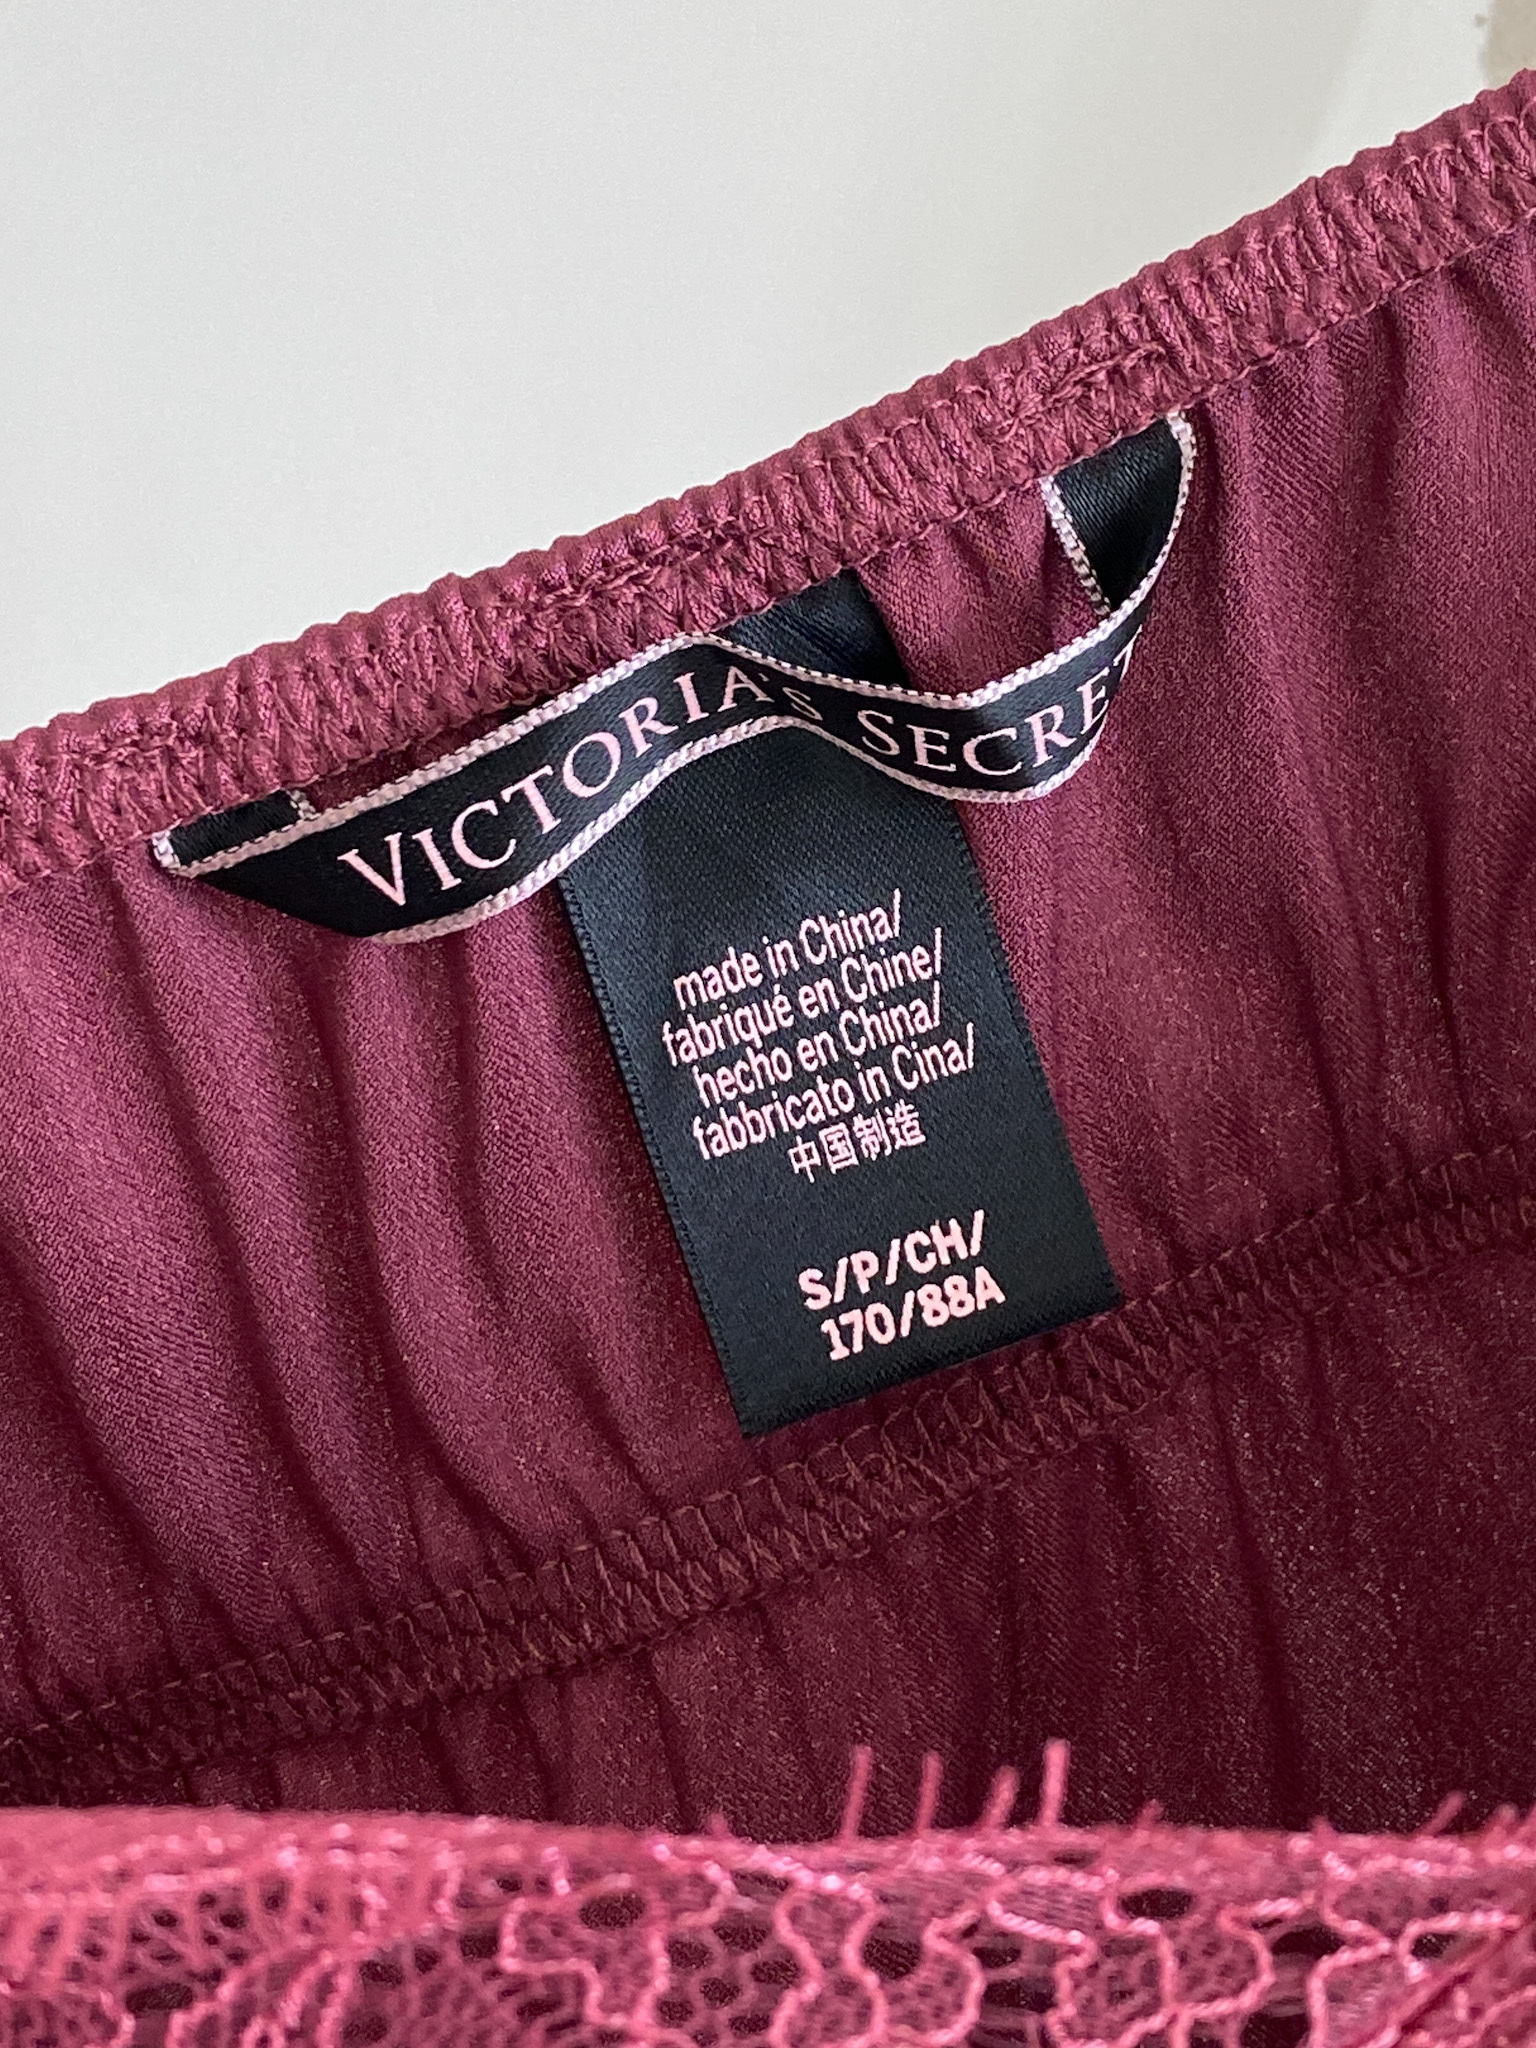 VICTORIA'S SECRET
made in China/
fabriqué en Chine/
hecho en China/
fabbricato in Cina/
中国制造
S/P/CH/
170/88A